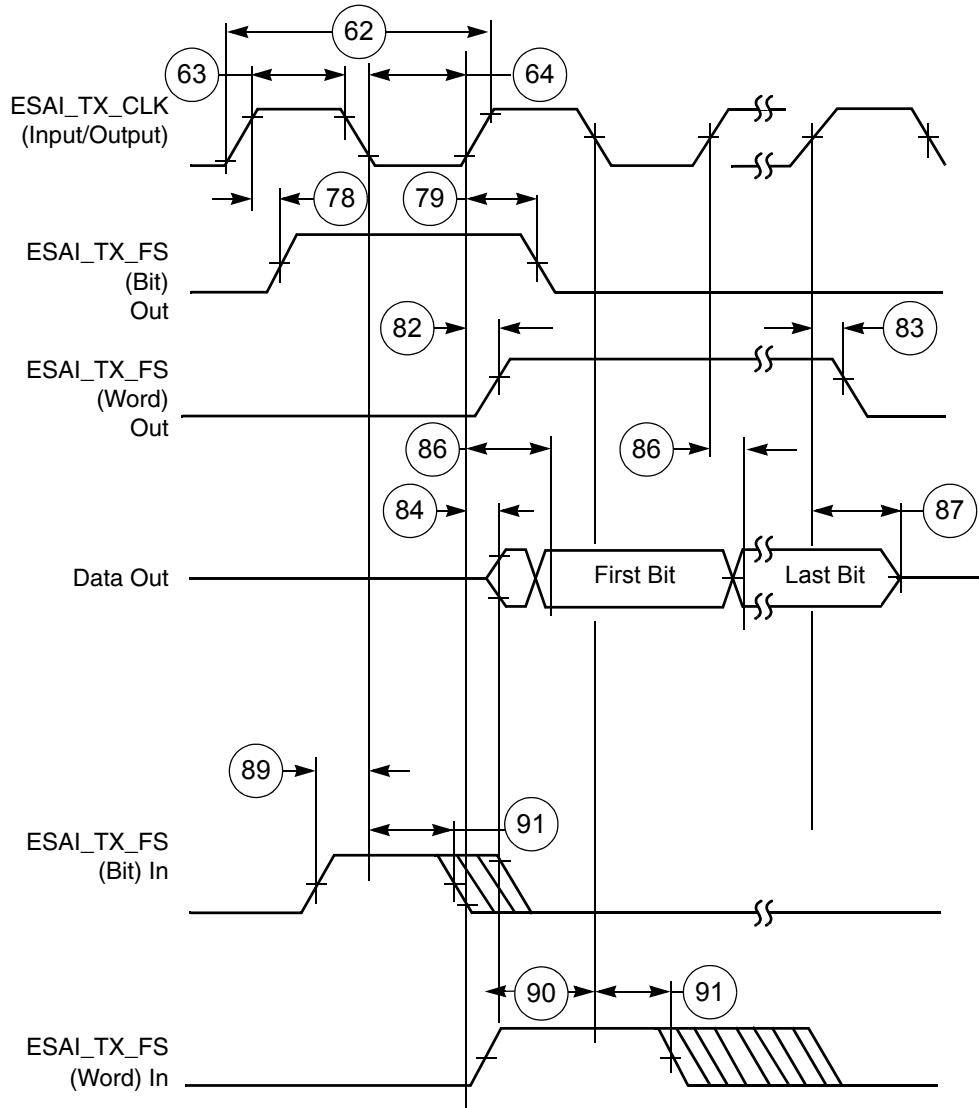 62
63
64
ESAI_TX_CLK
(Input/Output)
78
79
ESAI_TX_FS
(Bit)
Out
82
83
ESAI_TX_FS
(Word)
Out
86
86
84
87
Data Out
First Bit
Last Bit
89
91
ESAI_TX_FS
(Bit) In
90
91
ESAI_TX_FS
(Word) In